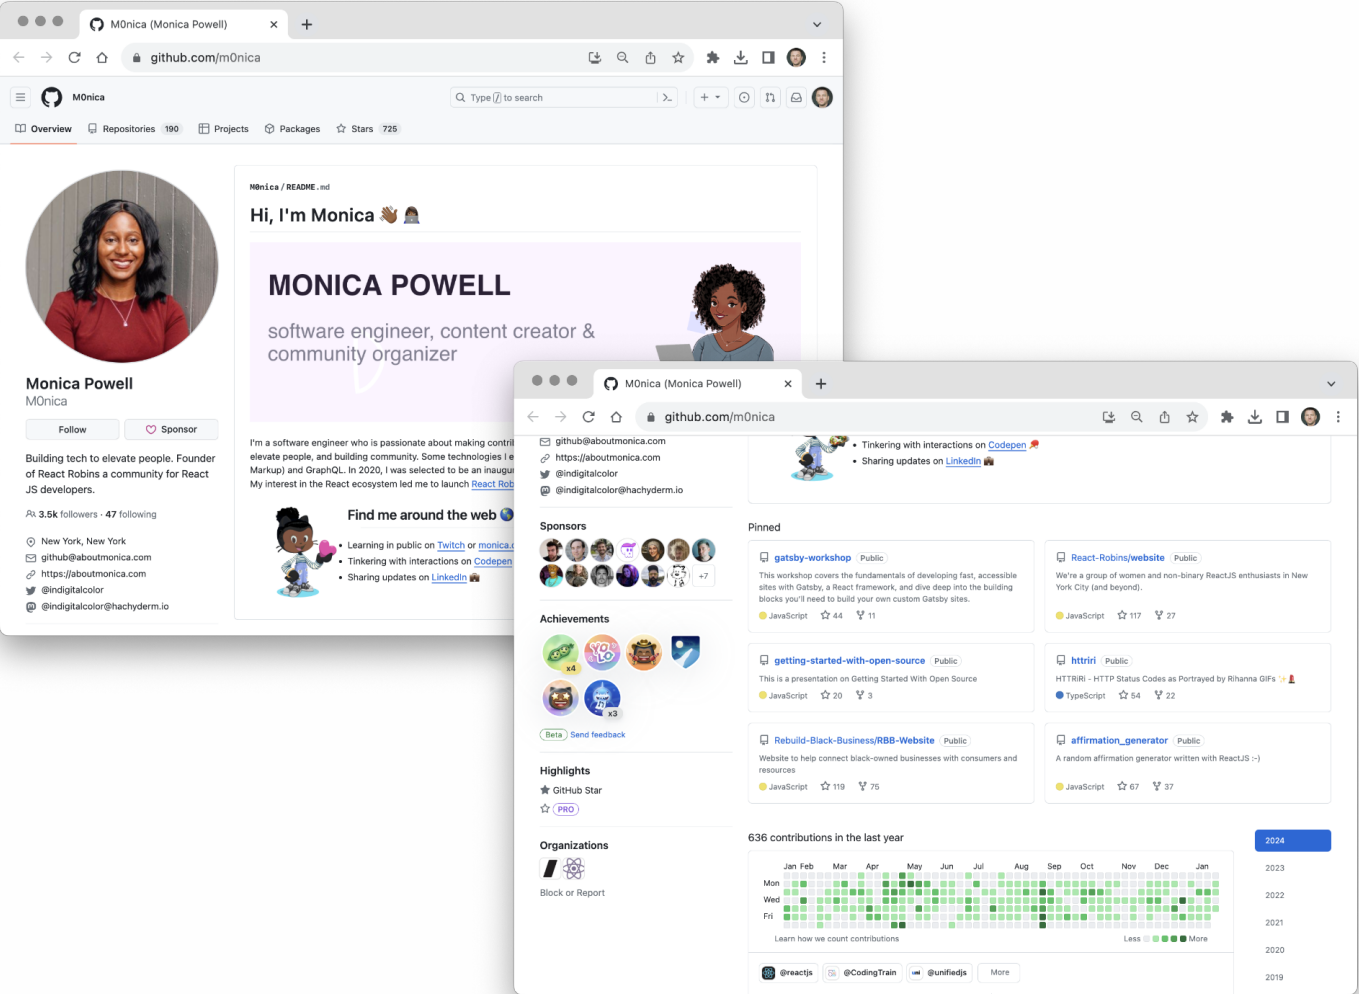 M0nica (Monica Powell)
github.com/m0nica
M0nica
Type / to search
Overview
Repositories 190
Projects
Packages
Stars 725
M0nica / README.md
Hi, I'm Monica
MONICA POWELL
software engineer, content creator &
community organizer
Monica Powell
M0nica
Follow
Sponsor
Building tech to elevate people. Founder
of React Robins a community for React
JS developers.
3.5k followers · 47 following
New York, New York
github@aboutmonica.com
https://aboutmonica.com
@indigitalcolor
@indigitalcolor@hachyderm.io
I'm a software engineer who is passionate about making contri
elevate people, and building community. Some technologies I e
Markup) and GraphQL. In 2020, I was selected to be an inaugu
My interest in the React ecosystem led me to launch React Rob
Find me around the web
• Learning in public on Twitch or monica.c
• Tinkering with interactions on Codepen
• Sharing updates on LinkedIn
M0nica (Monica Powell)
github.com/m0nica
github@aboutmonica.com
https://aboutmonica.com
@indigitalcolor
@indigitalcolor@hachyderm.io
Sponsors
+7
Achievements
x4
YOLO
x3
Beta Send feedback
Highlights
GitHub Star
PRO
Organizations
Block or Report
• Tinkering with interactions on Codepen
• Sharing updates on LinkedIn
Pinned
gatsby-workshop Public
This workshop covers the fundamentals of developing fast, accessible
sites with Gatsby, a React framework, and dive deep into the building
blocks you'll need to build your own custom Gatsby sites.
JavaScript 44 11
React-Robins/website Public
We're a group of women and non-binary ReactJS enthusiasts in New
York City (and beyond).
JavaScript 117 27
getting-started-with-open-source Public
This is a presentation on Getting Started With Open Source
JavaScript 20 3
httriri Public
HTTRiRi - HTTP Status Codes as Portrayed by Rihanna GIFs
TypeScript 54 22
Rebuild-Black-Business/RBB-Website Public
Website to help connect black-owned businesses with consumers and
resources
JavaScript 119 75
affirmation_generator Public
A random affirmation generator written with ReactJS :-)
JavaScript 67 37
636 contributions in the last year
Jan Feb Mar Apr May Jun Jul Aug Sep Oct Nov Dec Jan
Mon
Wed
Fri
Learn how we count contributions
Less More
@reactjs
@CodingTrain
@unifiedjs
More
2024
2023
2022
2021
2020
2019